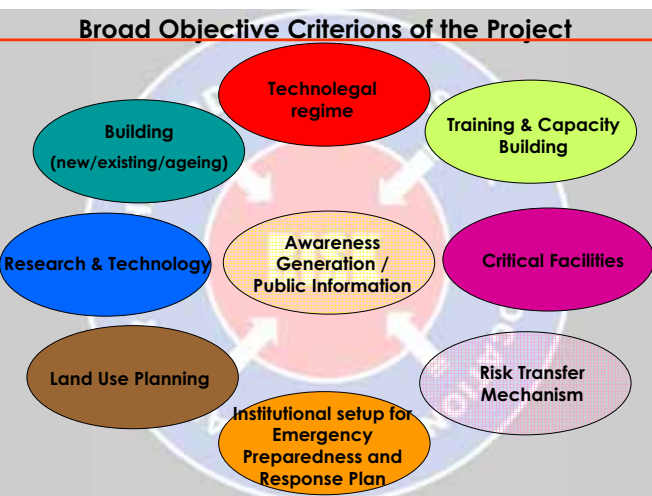 Broad Objective Criterions of the Project
Technolegal
regime
Building
(new/existing/ageing)
Training & Capacity
Building
Research & Technology
Awareness
Generation /
Public Information
Critical Facilities
Land Use Planning
Risk Transfer
Mechanism
Institutional setup for
Emergency
Preparedness and
Response Plan